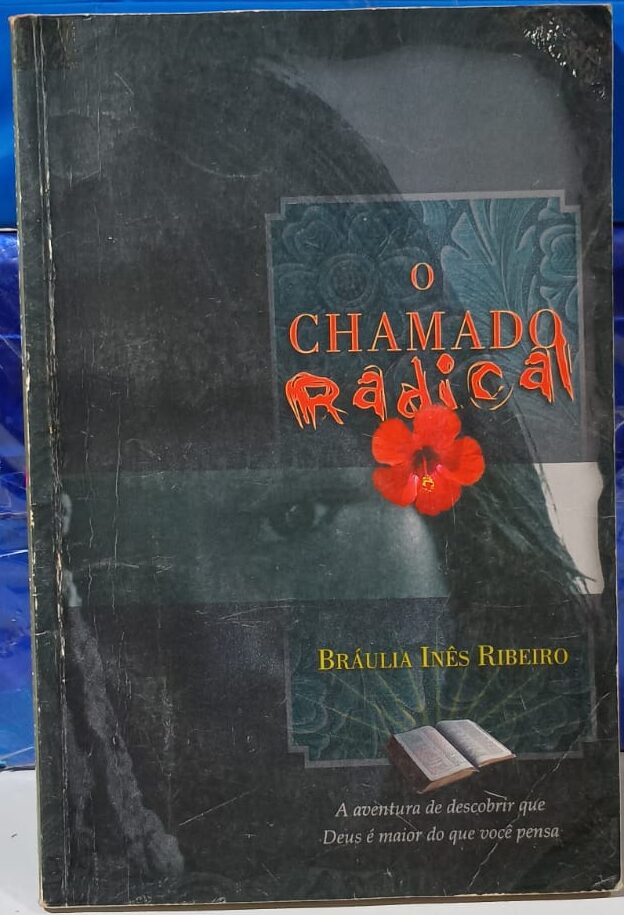 O
CHAMADO
Radical
BRÁULIA INÊS RIBEIRO
A aventura de descobrir que
Deus é maior do que você pensa